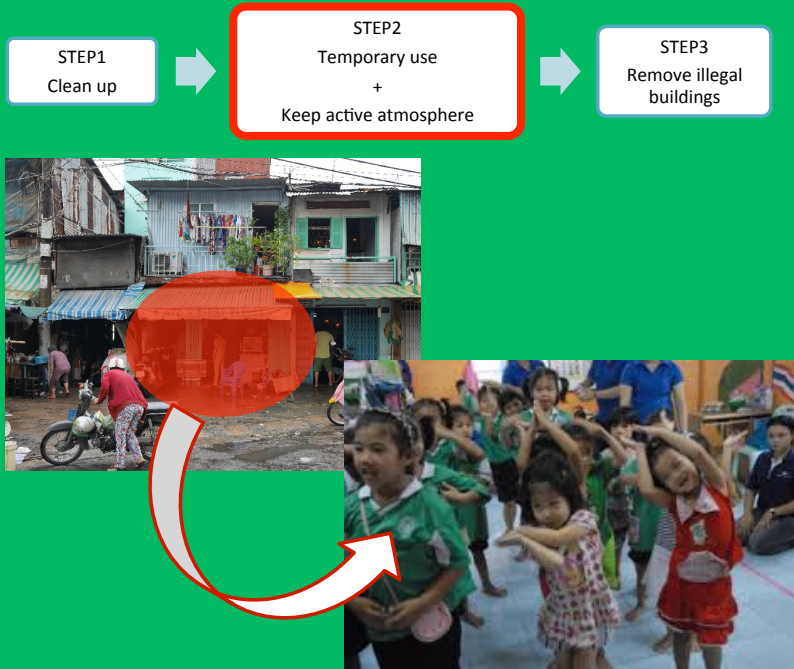 STEP1
Clean up
STEP2
Temporary use
+
Keep active atmosphere
STEP3
Remove illegal
buildings